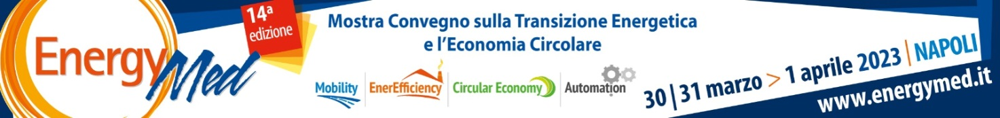 EnergyMed
14ª
edizione
Mostra Convegno sulla Transizione Energetica
e l'Economia Circolare
Mobility
EnerEfficiency
Circular Economy
Automation
30|31 marzo > 1 aprile 2023 | NAPOLI
www.energymed.it